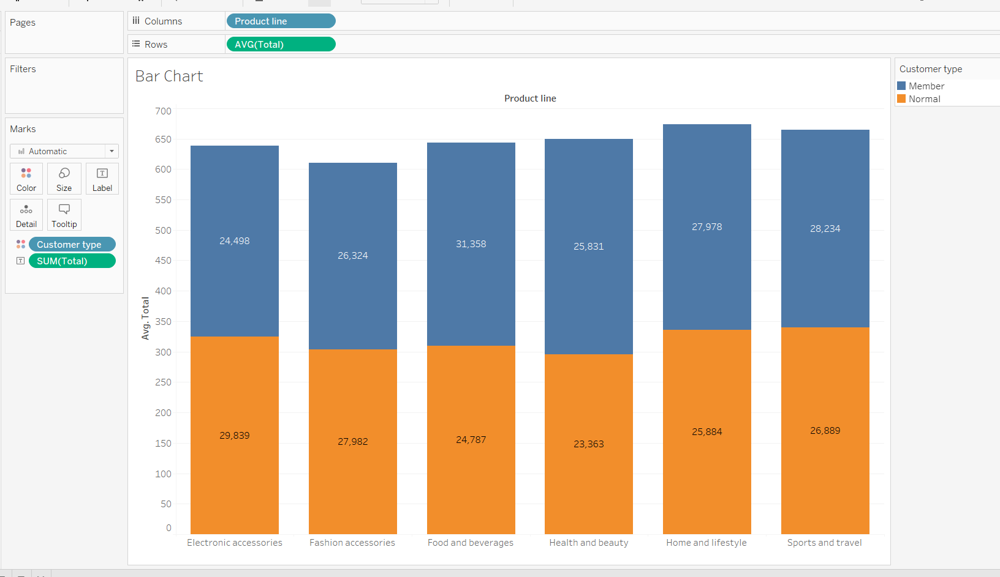 Pages
Columns
Product line
Rows
AVG(Total)
Filters
Marks
Automatic
Color
Size
Label
Detail
Tooltip
Customer type
SUM(Total)
Bar Chart
Product line
Avg. Total
700
650
600
550
500
450
400
350
300
250
200
150
100
50
0
24,498
26,324
31,358
25,831
27,978
28,234
29,839
27,982
24,787
23,363
25,884
26,889
Electronic accessories
Fashion accessories
Food and beverages
Health and beauty
Home and lifestyle
Sports and travel
Customer type
Member
Normal